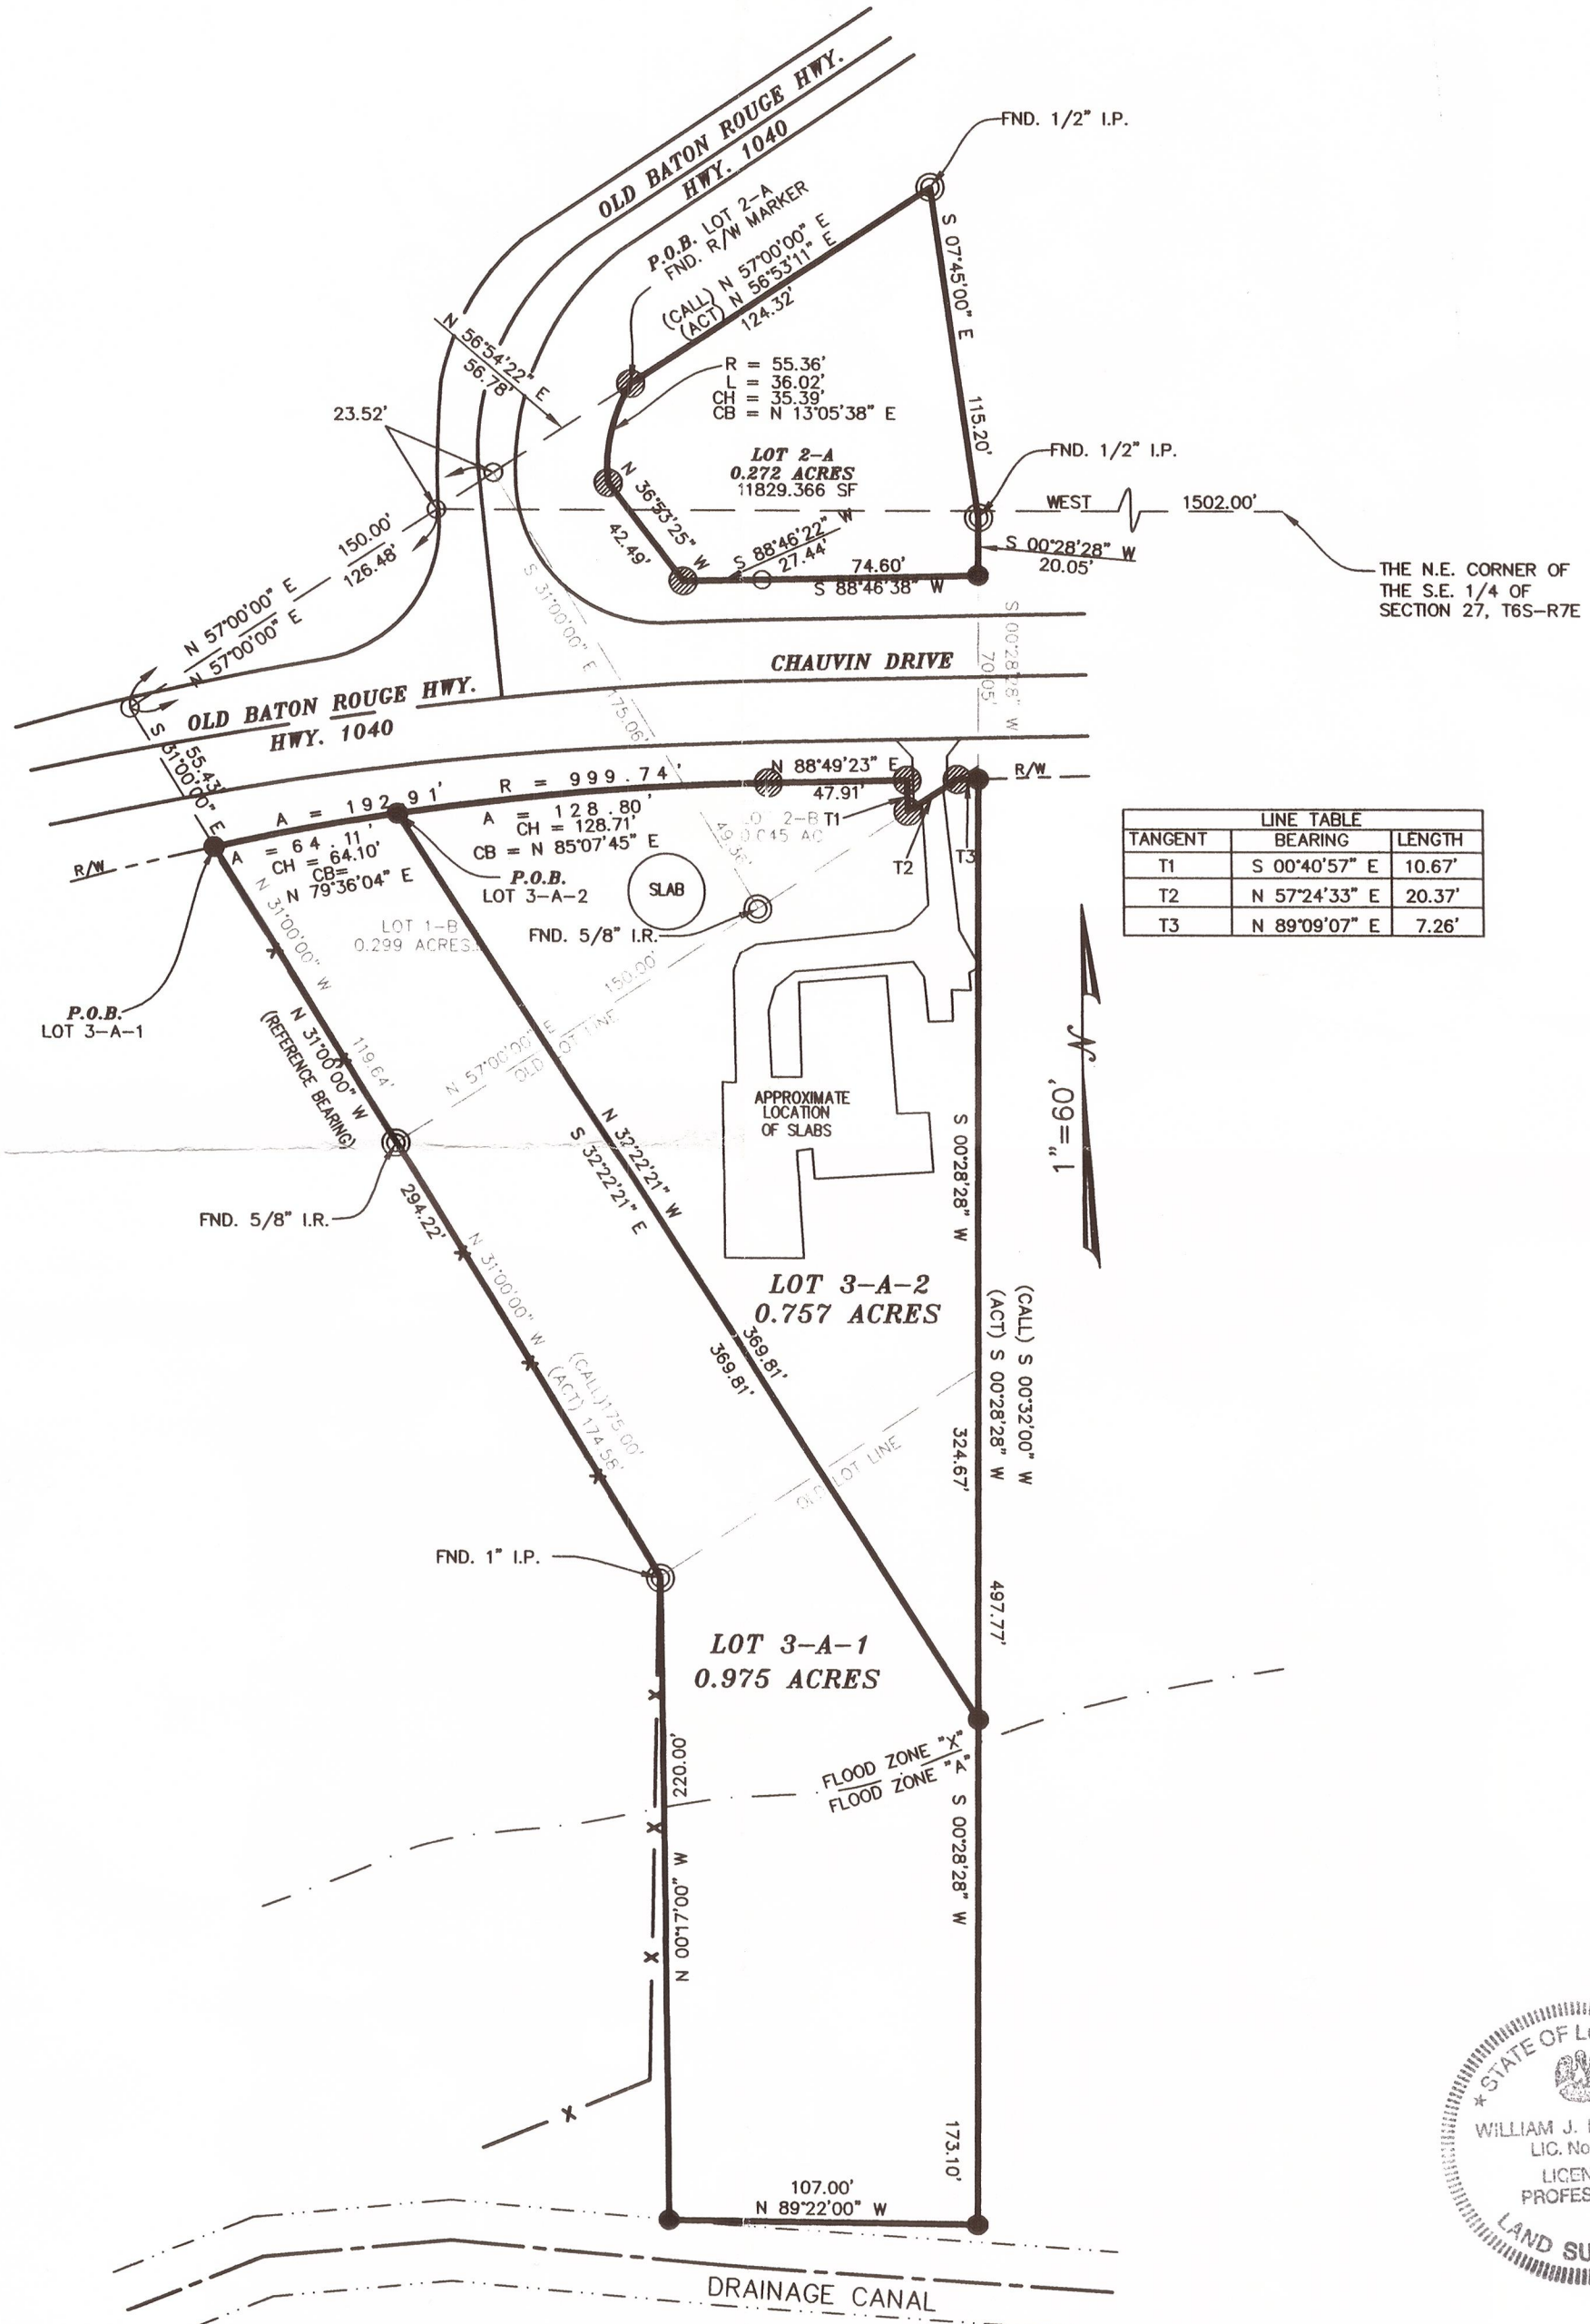 OLD BATON ROUGE HWY.
HWY. 1040
FND. 1/2" I.P.
P.O.B. LOT 2-A
FND. R/W MARKER
(CALL) N 57°00'00" E
(ACT) N 56°53'11" E
124.32'
S 07°45'00" E
115.20'
N 56°54'22" E
56.78'
R = 55.36'
L = 36.02'
CH = 35.39'
CB = N 13°05'38" E
23.52'
LOT 2-A
0.272 ACRES
11829.366 SF
FND. 1/2" I.P.
WEST
1502.00'
N 36°53'25" W
42.49'
S 88°46'22" W
27.44'
74.60'
S 88°46'38" W
S 00°28'28" W
20.05'
THE N.E. CORNER OF
THE S.E. 1/4 OF
SECTION 27, T6S-R7E
150.00'
126.48'
N 57°00'00" E
N 57°00'00" E
S 31°00'00" E
175.06'
S 00°28'28" W
70.05'
CHAUVIN DRIVE
OLD BATON ROUGE HWY.
HWY. 1040
55.43'
S 31°00'00" E
A = 192.91'
R = 999.74'
N 88°49'23" E
47.91'
R/W
A = 64.11'
CH = 64.10'
CB=
N 79°36'04" E
A = 128.80'
CH = 128.71'
CB = N 85°07'45" E
LOT 2-B
0.045 AC
T1
T2
T3
49.36'
R/W
P.O.B.
LOT 3-A-2
SLAB
FND. 5/8" I.R.
LINE TABLE
TANGENT BEARING LENGTH
T1 S 00°40'57" E 10.67'
T2 N 57°24'33" E 20.37'
T3 N 89°09'07" E 7.26'
LOT 1-B
0.299 ACRES
N 31°00'00" W
119.64'
P.O.B.
LOT 3-A-1
N 31°00'00" W
(REFERENCE BEARING)
150.00'
N 57°00'00" E
OLD LOT LINE
N
1"=60'
APPROXIMATE
LOCATION
OF SLABS
N 32°22'21" W
S 32°22'21" E
S 00°28'28" W
FND. 5/8" I.R.
294.22'
N 31°00'00" W
(CALL) 175.00'
(ACT) 174.58'
LOT 3-A-2
0.757 ACRES
369.81'
369.81'
(CALL) S 00°32'00" W
(ACT) S 00°28'28" W
324.67'
OLD LOT LINE
497.77'
FND. 1" I.P.
LOT 3-A-1
0.975 ACRES
FLOOD ZONE "X"
FLOOD ZONE "A"
220.00'
N 00°17'00" W
S 00°28'28" W
173.10'
107.00'
N 89°22'00" W
DRAINAGE CANAL
STATE OF
WILLIAM J.
LIC. No
LAND